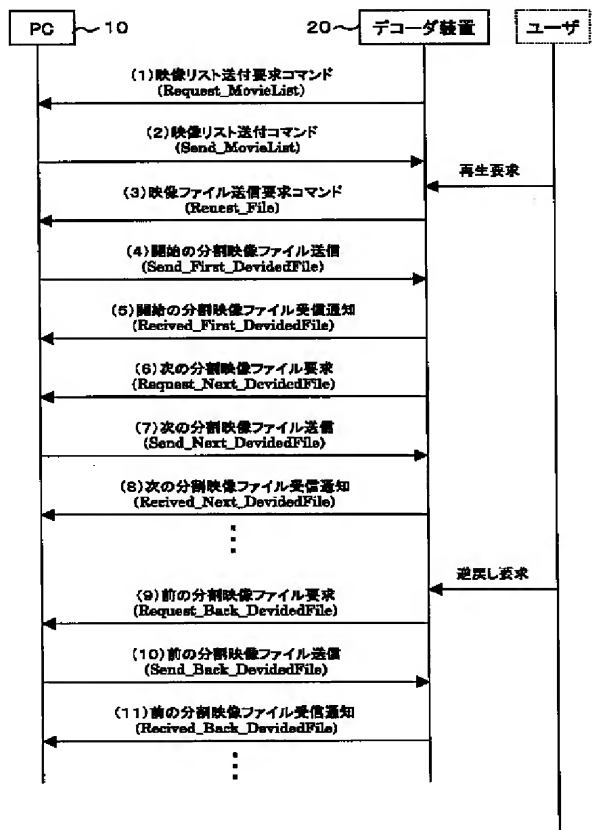 PC 10 20 デコーダ装置 ユーザ
(1)映像リスト送付要求コマンド
(Request_MovieList)
(2)映像リスト送付コマンド
(Send_MovieList)
再生要求
(3)映像ファイル送信要求コマンド
(Reuest_File)
(4)開始の分割映像ファイル送信
(Send_First_DevidedFile)
(5)開始の分割映像ファイル受信通知
(Recived_First_DevidedFile)
(6)次の分割映像ファイル要求
(Request_Next_DevidedFile)
(7)次の分割映像ファイル送信
(Send_Next_DevidedFile)
(8)次の分割映像ファイル受信通知
(Recived_Next_DevidedFile)
逆戻し要求
(9)前の分割映像ファイル要求
(Request_Back_DevidedFile)
(10)前の分割映像ファイル送信
(Send_Back_DevidedFile)
(11)前の分割映像ファイル受信通知
(Recived_Back_DevidedFile)